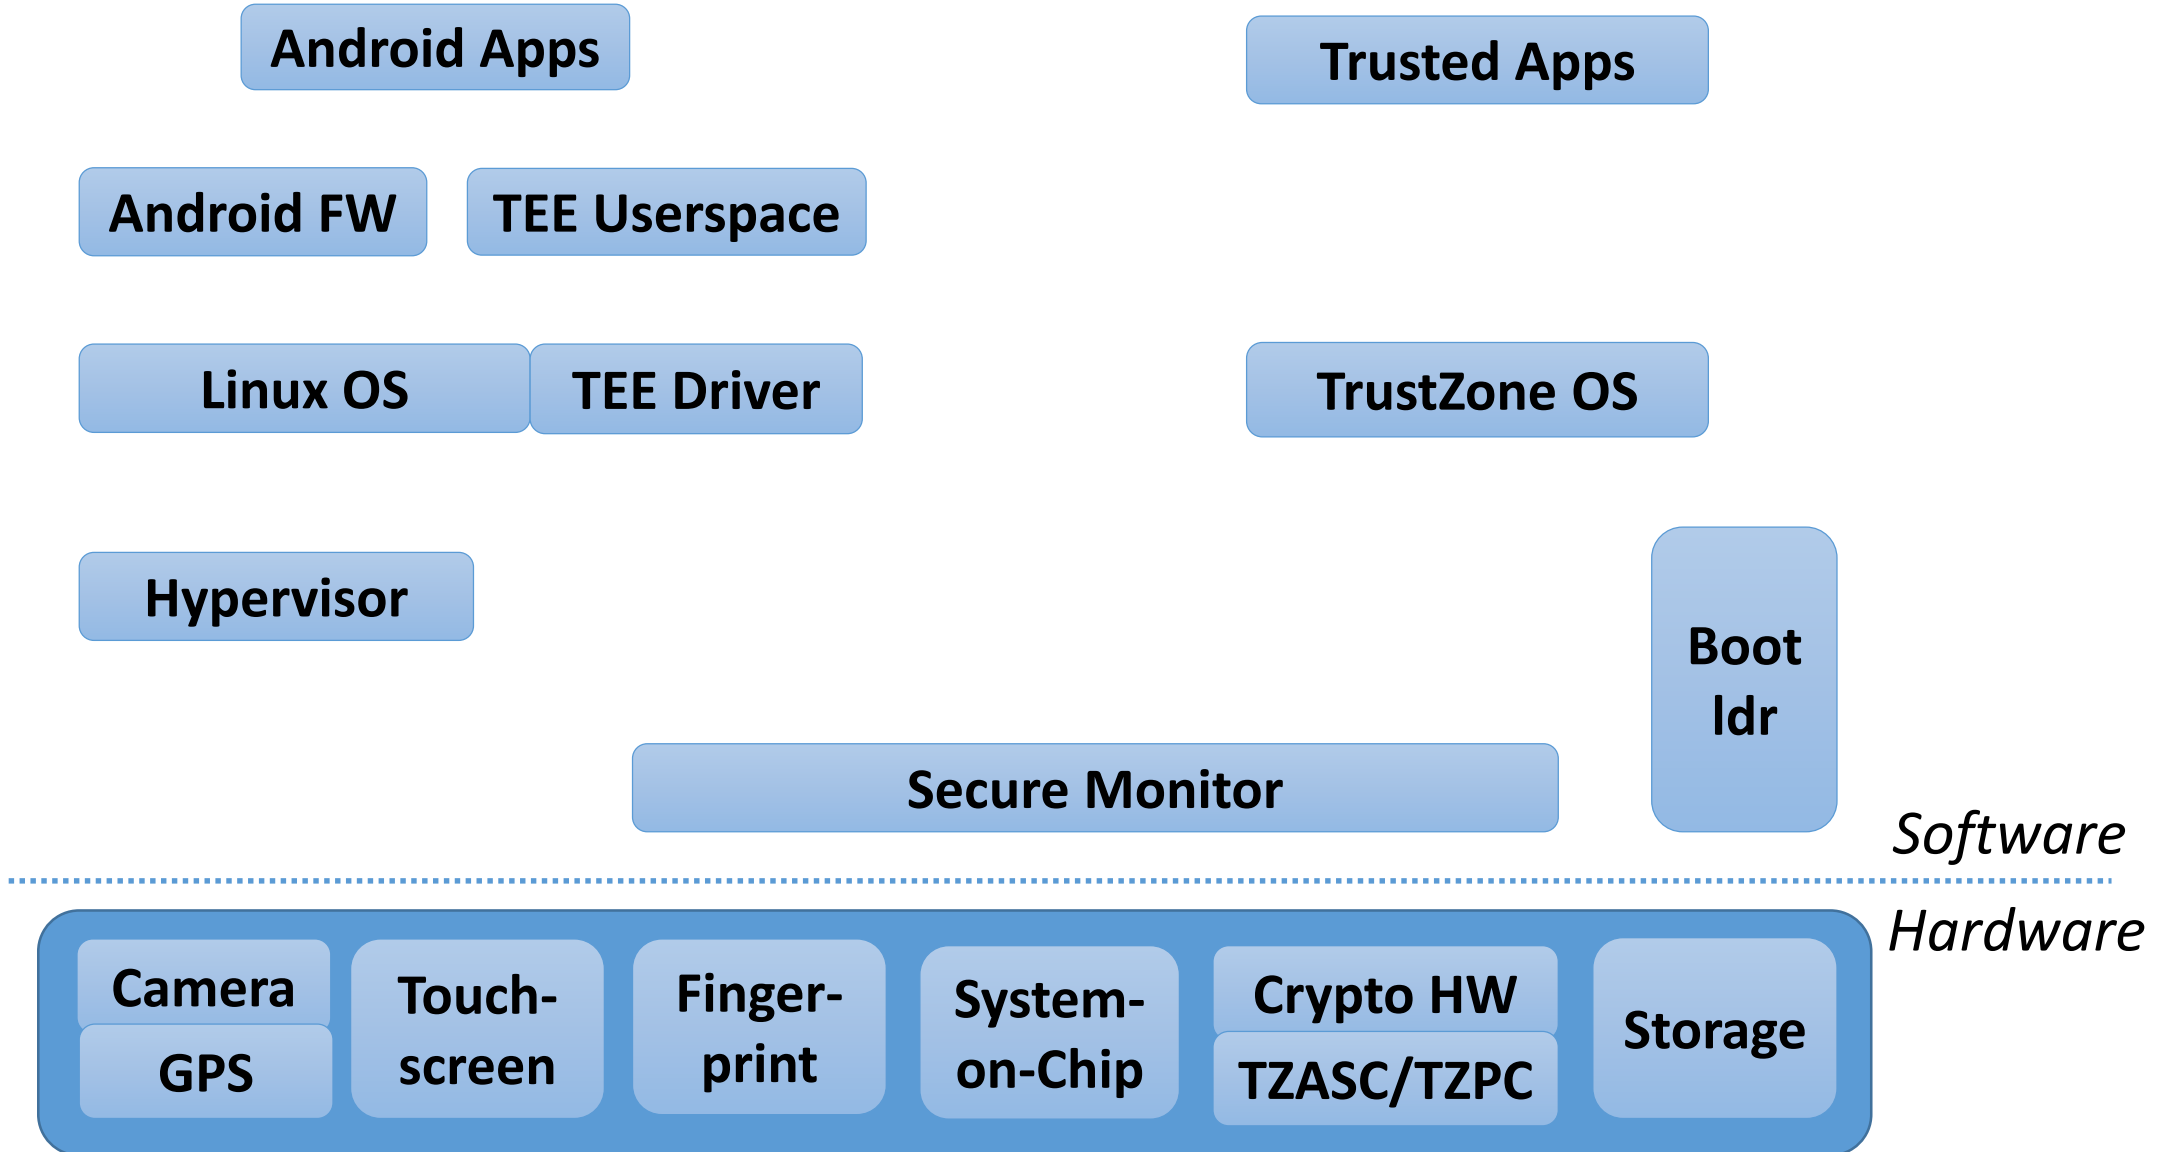 Android Apps
Trusted Apps
Android FW
TEE Userspace
Linux OS
TEE Driver
TrustZone OS
Hypervisor
Boot
ldr
Secure Monitor
Software
Hardware
Camera
GPS
Touch-
screen
Finger-
print
System-
on-Chip
Crypto HW
TZASC/TZPC
Storage